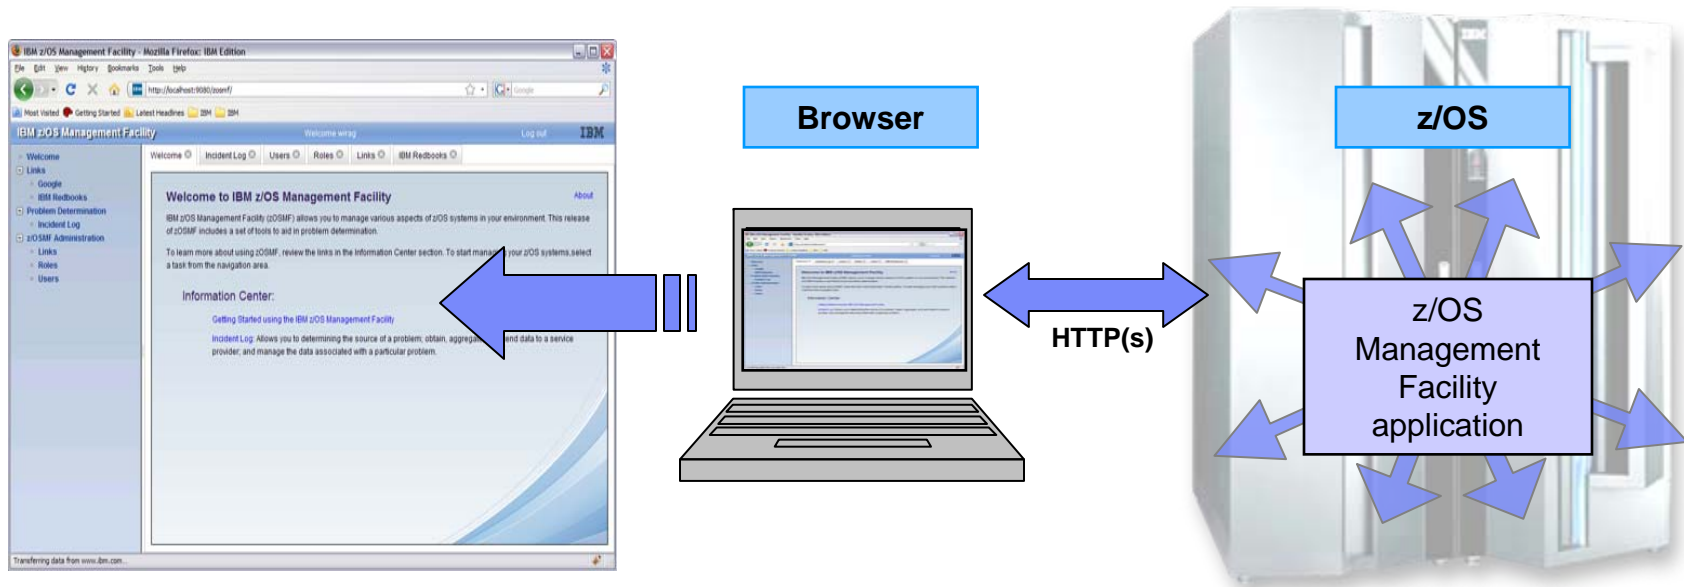 IBM z/OS Management Facility - Mozilla Firefox: IBM Edition
File Edit View History Bookmarks Tools Help
http://localhost:9080/zosmf/
Google
Most Visited Getting Started Latest Headlines IBM IBM
IBM z/OS Management Facility Welcome wirag Log out IBM
Welcome
Links
Google
IBM Redbooks
Problem Determination
Incident Log
z/OSMF Administration
Links
Roles
Users
Welcome Incident Log Users Roles Links IBM Redbooks
Welcome to IBM z/OS Management Facility About
IBM z/OS Management Facility (z/OSMF) allows you to manage various aspects of z/OS systems in your environment. This release
of z/OSMF includes a set of tools to aid in problem determination.
To learn more about using z/OSMF, review the links in the Information Center section. To start your z/OS systems, select
a task from the navigation area.
Information Center:
Getting Started using the IBM z/OS Management Facility
Incident Log: Allows you to determining the source of a problem; obtain, data to a service
provider; and manage the data associated with a particular problem.
Transferring data from www.ibm.com...
Browser
HTTP(s)
IBM
z/OS
z/OS
Management
Facility
application